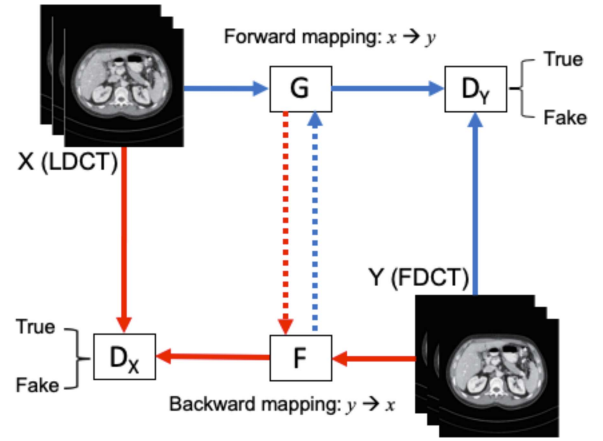 Forward mapping: x → y
G
D_Y
True
Fake
X (LDCT)
Y (FDCT)
True
Fake
D_X
F
Backward mapping: y → x